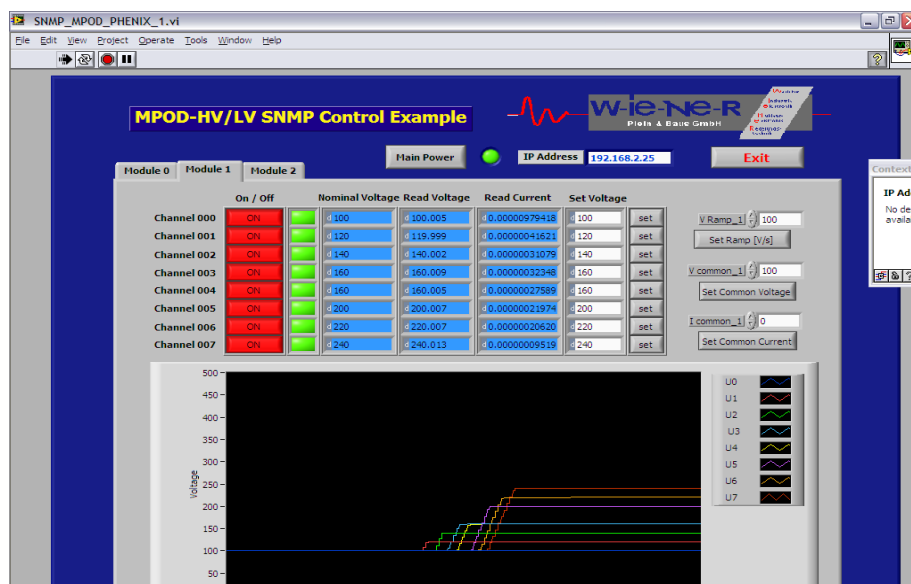 SNMP_MPOD_PHENIX_1.vi
File Edit View Project Operate Tools Window Help
MPOD-HV/LV SNMP Control Example
W-ie-Ne-R
Plein & Baus GmbH
Main Power
IP Address 192.168.2.25
Exit
Module 0 Module 1 Module 2
On / Off Nominal Voltage Read Voltage Read Current Set Voltage
Channel 000 ON d 100 d 100.005 d 0.00000979418 d 100 set
Channel 001 ON d 120 d 119.999 d 0.00000041621 d 120 set
Channel 002 ON d 140 d 140.002 d 0.00000031079 d 140 set
Channel 003 ON d 160 d 160.009 d 0.00000032348 d 160 set
Channel 004 ON d 160 d 160.005 d 0.00000027589 d 160 set
Channel 005 ON d 200 d 200.007 d 0.00000021974 d 200 set
Channel 006 ON d 220 d 220.007 d 0.00000020620 d 220 set
Channel 007 ON d 240 d 240.013 d 0.00000009519 d 240 set
V Ramp_1 100
Set Ramp [V/s]
V common_1 100
Set Common Voltage
I common_1 0
Set Common Current
Context
IP Ad
No de
availa
500
450
400
350
300
250
200
150
100
50
Voltage
U0
U1
U2
U3
U4
U5
U6
U7